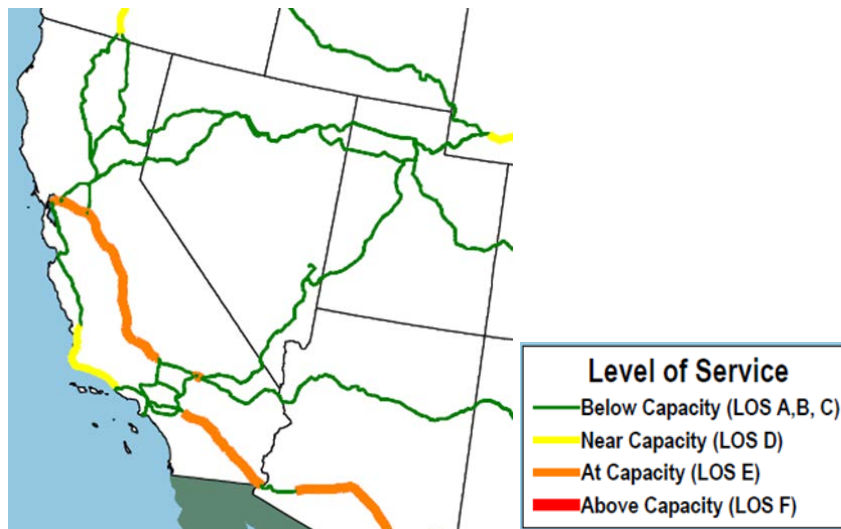 Level of Service
Below Capacity (LOS A,B, C)
Near Capacity (LOS D)
At Capacity (LOS E)
Above Capacity (LOS F)